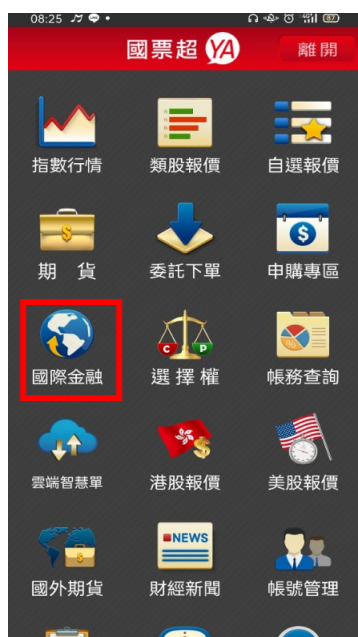 08:25 82
國票超 YA 離開
指數行情 類股報價 自選報價
$ $
期 貨 委託下單 申購專區
C P %
國際金融 選擇權 帳務查詢
$
雲端智慧單 港股報價 美股報價
NEWS
國外期貨 財經新聞 帳號管理